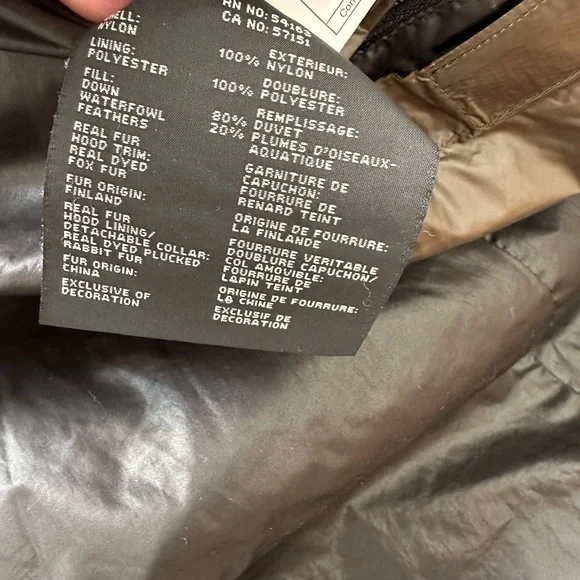 RN NO: 54163
CA NO: 57151
SHELL:
NYLON
LINING:
POLYESTER
FILL:
DOWN
WATERFOWL
FEATHERS
REAL FUR
HOOD TRIM:
REAL DYED
FOX FUR
FUR ORIGIN:
FINLAND
REAL FUR
HOOD LINING/
DETACHABLE COLLAR:
REAL DYED PLUCKED
RABBIT FUR
FUR ORIGIN:
CHINA
EXCLUSIVE OF
DECORATION
EXTERIEUR:
100% NYLON
DOUBLURE:
100% POLYESTER
REMPLISSAGE:
80% DUVET
20% PLUMES D'OISEAUX-
AQUATIQUE
GARNITURE DE
CAPUCHON:
FOURRURE DE
RENARD TEINT
ORIGINE DE FOURRURE:
LA FINLANDE
FOURRURE VERITABLE
DOUBLURE CAPUCHON/
COL AMOVIBLE:
FOURRURE DE
LAPIN TEINT
ORIGINE DE FOURRURE:
LA CHINE
EXCLUSIF DE
DECORATION